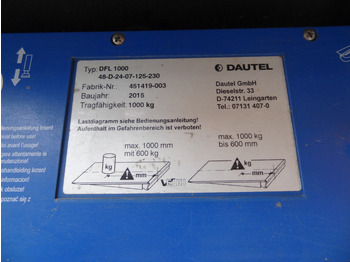 DAUTEL
Typ: DFL 1000
48-D-24-07-125-230
Fabrik-Nr.: 451419-003
Baujahr: 2015
Tragfähigkeit: 1000 kg
Dautel GmbH
Dieselstr. 33
D-74211 Leingarten
Tel.: 07131 407-0
Lastdiagramm siehe Bedienungsanleitung!
Aufenthalt im Gefahrenbereich ist verboten!
max. 1000 mm
mit 600 kg
kg
mm
max. 1000 kg
bis 600 mm
kg
mm